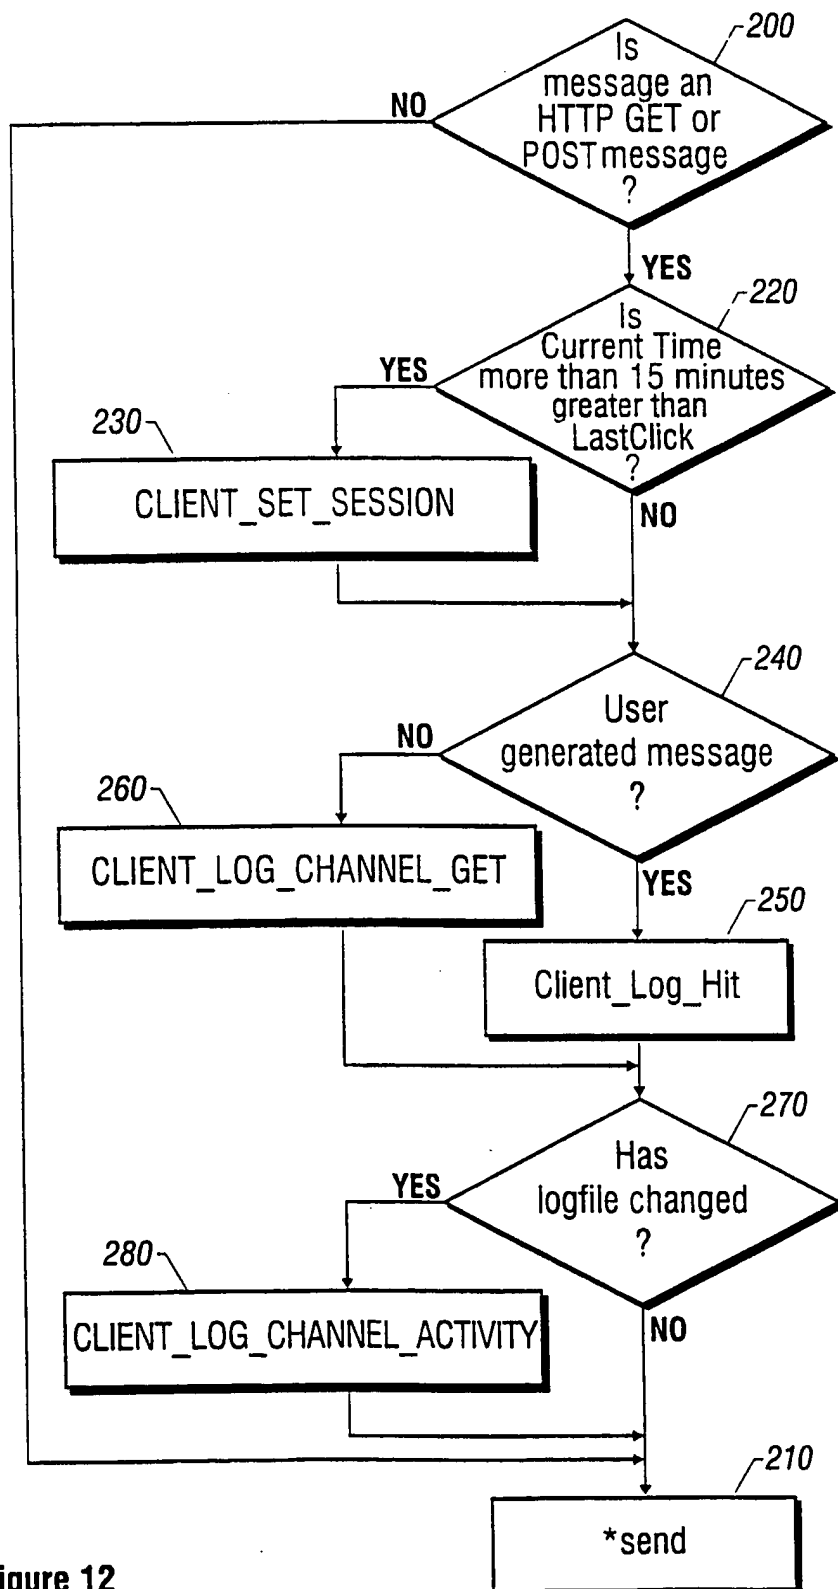 200
Is
message an
HTTP GET or
POST message
?
NO
YES
220
Is
Current Time
more than 15 minutes
greater than
LastClick
?
YES
NO
230
CLIENT_SET_SESSION
240
User
generated message
?
NO
YES
260
CLIENT_LOG_CHANNEL_GET
250
Client_Log_Hit
270
Has
logfile changed
?
YES
NO
280
CLIENT_LOG_CHANNEL_ACTIVITY
210
*send
igure 12